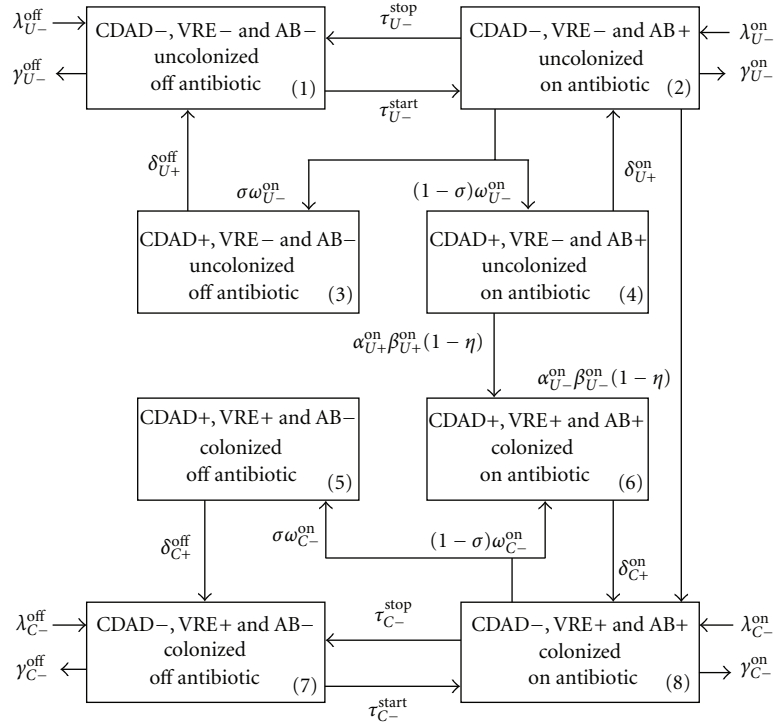 λ_{U−}^{off}
γ_{U−}^{off}
CDAD−, VRE− and AB−
uncolonized
off antibiotic
(1)
τ_{U−}^{stop}
τ_{U−}^{start}
CDAD−, VRE− and AB+
uncolonized
on antibiotic
(2)
λ_{U−}^{on}
γ_{U−}^{on}
δ_{U+}^{off}
σω_{U−}^{on}
(1 − σ)ω_{U−}^{on}
δ_{U+}^{on}
CDAD+, VRE− and AB−
uncolonized
off antibiotic
(3)
CDAD+, VRE− and AB+
uncolonized
on antibiotic
(4)
α_{U+}^{on}β_{U+}^{on}(1 − η)
α_{U−}^{on}β_{U−}^{on}(1 − η)
CDAD+, VRE+ and AB−
colonized
off antibiotic
(5)
CDAD+, VRE+ and AB+
colonized
on antibiotic
(6)
δ_{C+}^{off}
σω_{C−}^{on}
(1 − σ)ω_{C−}^{on}
δ_{C+}^{on}
λ_{C−}^{off}
γ_{C−}^{off}
CDAD−, VRE+ and AB−
colonized
off antibiotic
(7)
τ_{C−}^{stop}
τ_{C−}^{start}
CDAD−, VRE+ and AB+
colonized
on antibiotic
(8)
λ_{C−}^{on}
γ_{C−}^{on}